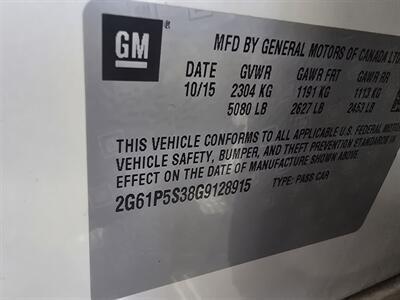 GM
MFD BY GENERAL MOTORS OF CANADA LTD
DATE GVWR GAWR FRT GAWR RR
10/15 2304 KG 1191 KG 1113 KG
5080 LB 2627 LB 2453 LB
THIS VEHICLE CONFORMS TO ALL APPLICABLE U.S. FEDERAL MOTOR
VEHICLE SAFETY, BUMPER, AND THEFT PREVENTION STANDARDS IN
EFFECT ON THE DATE OF MANUFACTURE SHOWN ABOVE.
2G61P5S38G9128915 TYPE: PASS CAR